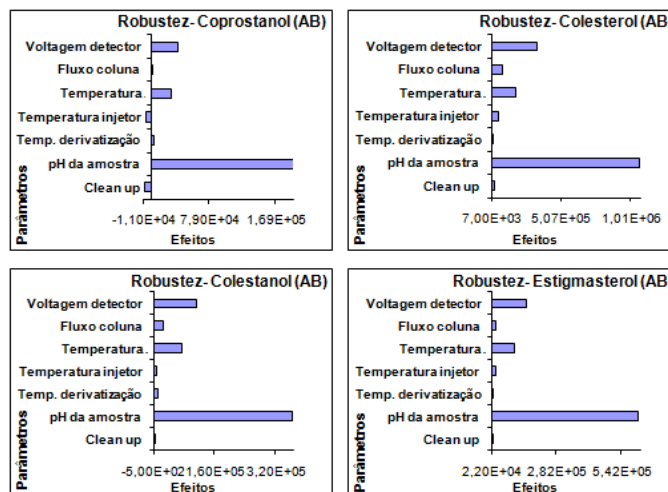 Robustez- Coprostanol (AB)
Voltagem detector
Fluxo coluna
Temperatura.
Temperatura injetor
Temp. derivatização
pH da amostra
Clean up
Parâmetros
-1,10E+04 7,90E+04 1,69E+05
Efeitos
Robustez- Colesterol (AB)
Voltagem detector
Fluxo coluna
Temperatura.
Temperatura injetor
Temp. derivatização
pH da amostra
Clean up
Parâmetros
7,00E+03 5,07E+05 1,01E+06
Efeitos
Robustez- Colestanol (AB)
Voltagem detector
Fluxo coluna
Temperatura.
Temperatura injetor
Temp. derivatização
pH da amostra
Clean up
Parâmetros
-5,00E+02 1,60E+05 3,20E+05
Efeitos
Robustez- Estigmasterol (AB
Voltagem detector
Fluxo coluna
Temperatura.
Temperatura injetor
Temp. derivatização
pH da amostra
Clean up
Parâmetros
2,20E+04 2,82E+05 5,42E+05
Efeitos